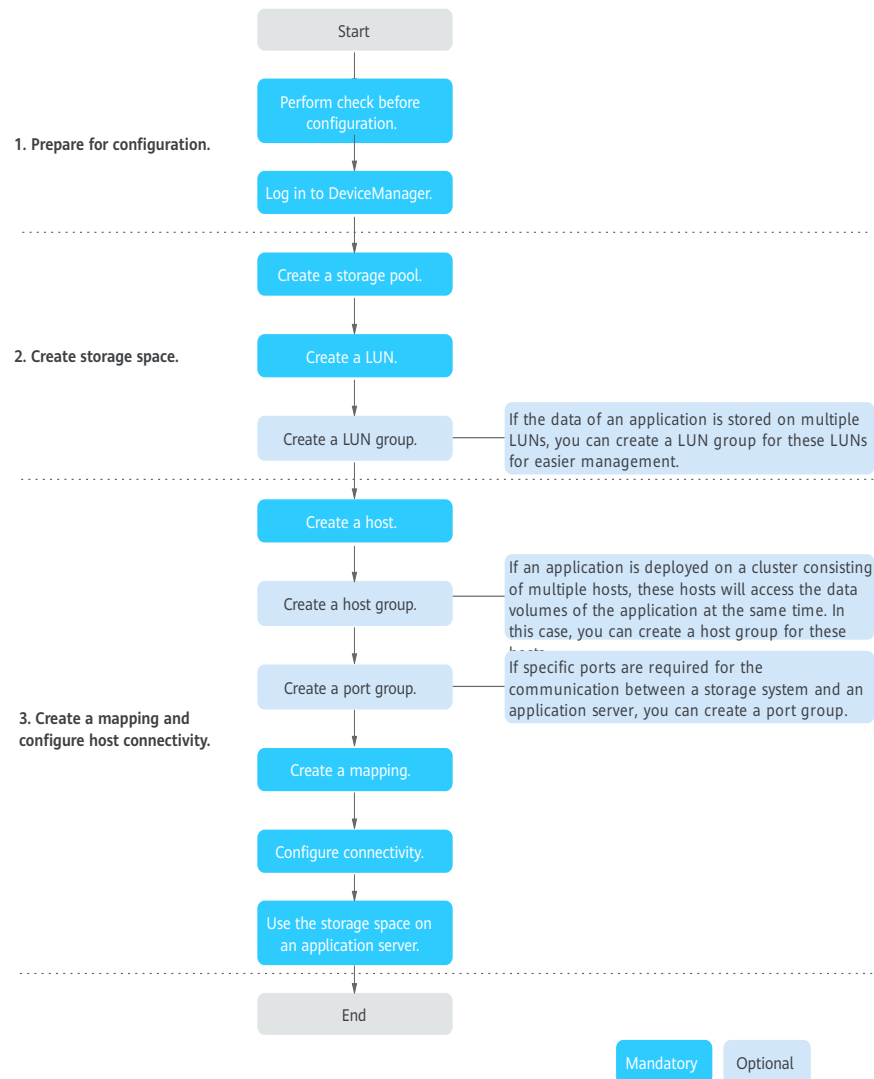 Start
Perform check before
configuration.
1. Prepare for configuration.
Log in to DeviceManager.
Create a storage pool.
2. Create storage space.
Create a LUN.
Create a LUN group.
If the data of an application is stored on multiple
LUNs, you can create a LUN group for these LUNs
for easier management.
Create a host.
Create a host group.
If an application is deployed on a cluster consisting
of multiple hosts, these hosts will access the data
volumes of the application at the same time. In
this case, you can create a host group for these
Create a port group.
If specific ports are required for the
communication between a storage system and an
application server, you can create a port group.
3. Create a mapping and
configure host connectivity.
Create a mapping.
Configure connectivity.
Use the storage space on
an application server.
End
Mandatory
Optional